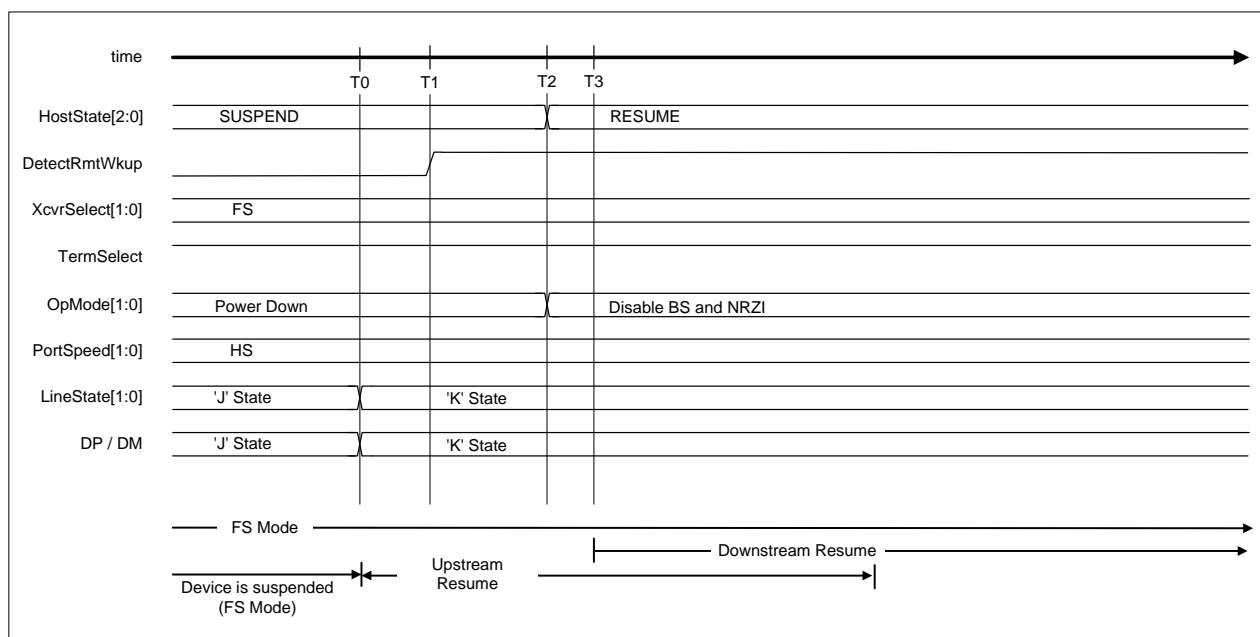 time
T0 T1 T2 T3
HostState[2:0] SUSPEND RESUME
DetectRmtWkup
XcvrSelect[1:0] FS
TermSelect
OpMode[1:0] Power Down Disable BS and NRZI
PortSpeed[1:0] HS
LineState[1:0] 'J' State 'K' State
DP / DM 'J' State 'K' State
FS Mode
Downstream Resume
Upstream
Resume
Device is suspended
(FS Mode)